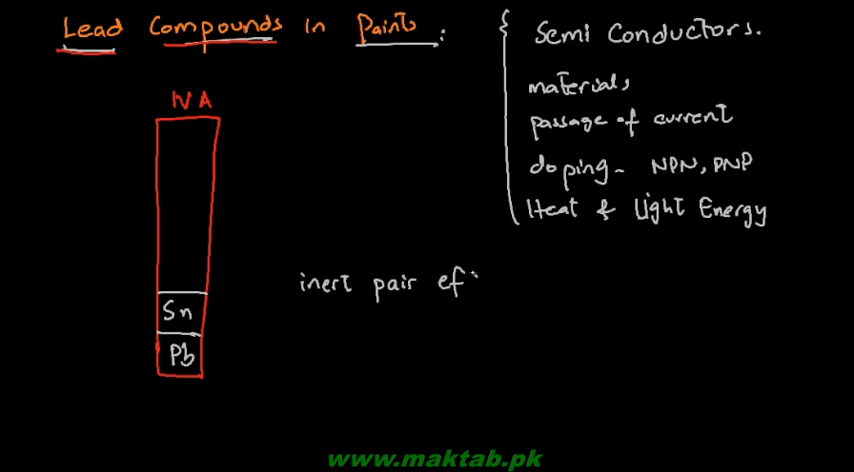 Lead Compounds in Paints :
Semi Conductors.
materials
passage of current
doping - NPN, PNP
Heat & Light Energy
IV A
Sn
Pb
inert pair ef
www.maktab.pk